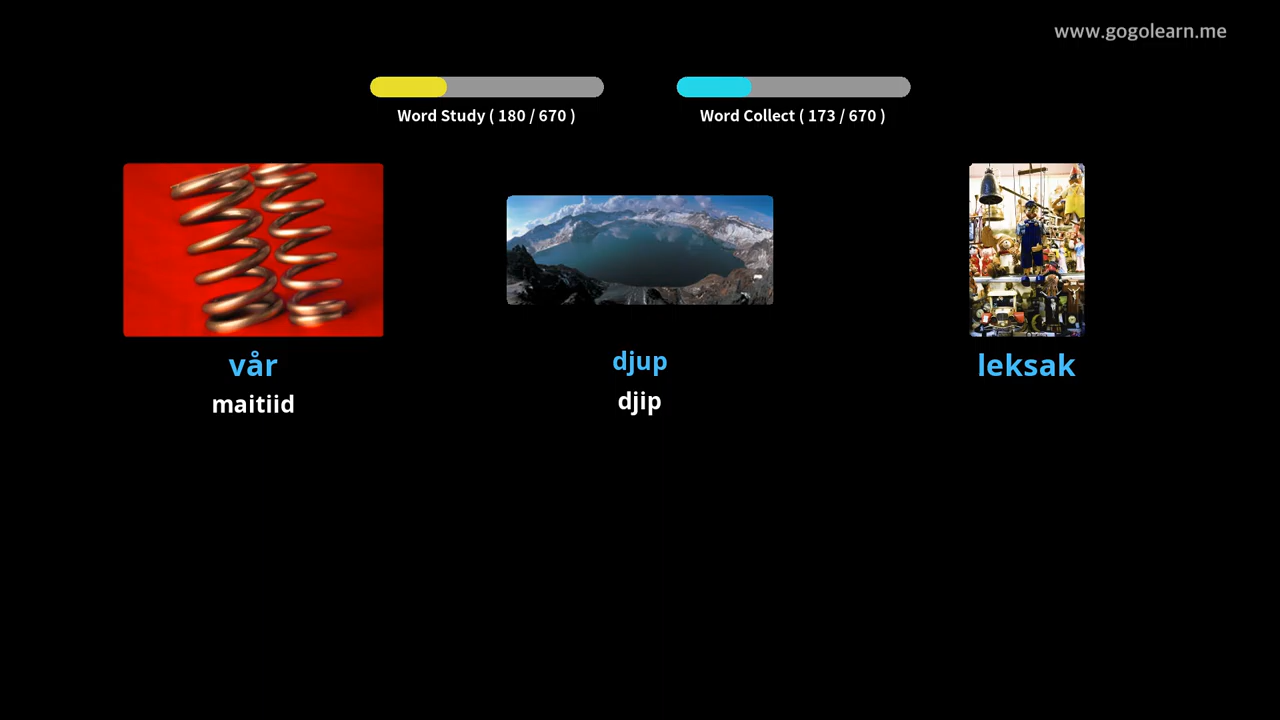 www.gogolearn.me
Word Study ( 180 / 670 )
Word Collect ( 173 / 670 )
vår
maitiid
djup
djip
leksak